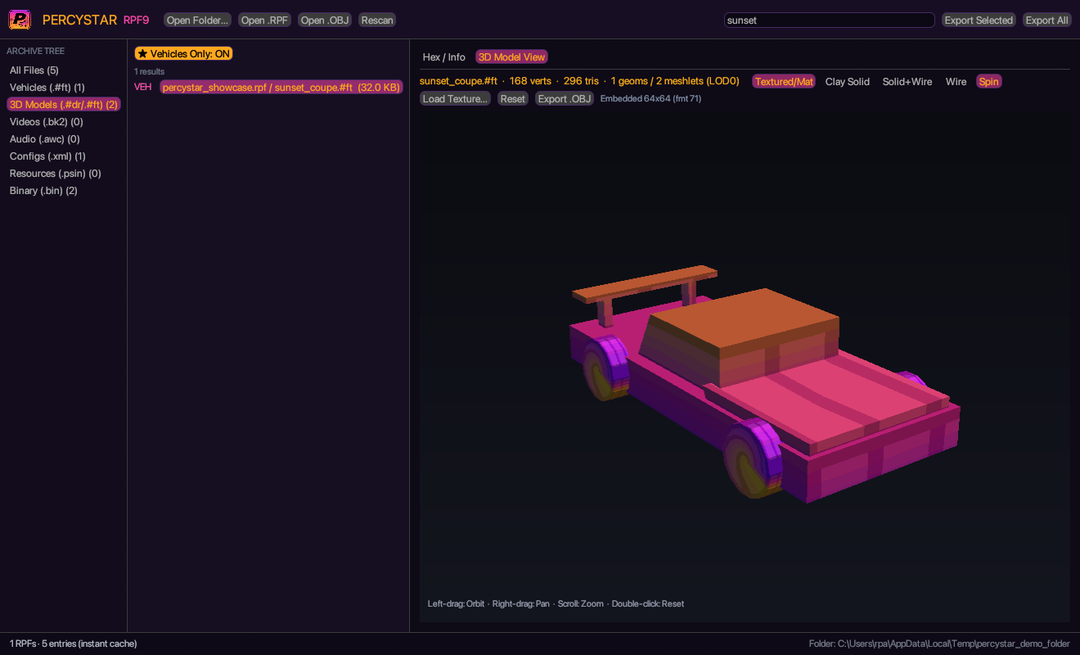 P
PERCYSTAR RPF9 Open Folder... Open .RPF Open .OBJ Rescan sunset Export Selected Export All
ARCHIVE TREE
All Files (5)
Vehicles (.#ft) (1)
3D Models (.#dr/.#ft) (2)
Videos (.bk2) (0)
Audio (.awc) (0)
Configs (.xml) (1)
Resources (.psin) (0)
Binary (.bin) (2)
★ Vehicles Only: ON
1 results
VEH percystar_showcase.rpf / sunset_coupe.#ft (32.0 KB)
Hex / Info 3D Model View
sunset_coupe.#ft · 168 verts · 296 tris · 1 geoms / 2 meshlets (LOD0) Textured/Mat Clay Solid Solid+Wire Wire Spin
Load Texture... Reset Export .OBJ Embedded 64x64 (fmt 71)
Left-drag: Orbit · Right-drag: Pan · Scroll: Zoom · Double-click: Reset
1 RPFs · 5 entries (instant cache) Folder: C:\Users\rpa\AppData\Local\Temp\percystar_demo_folder